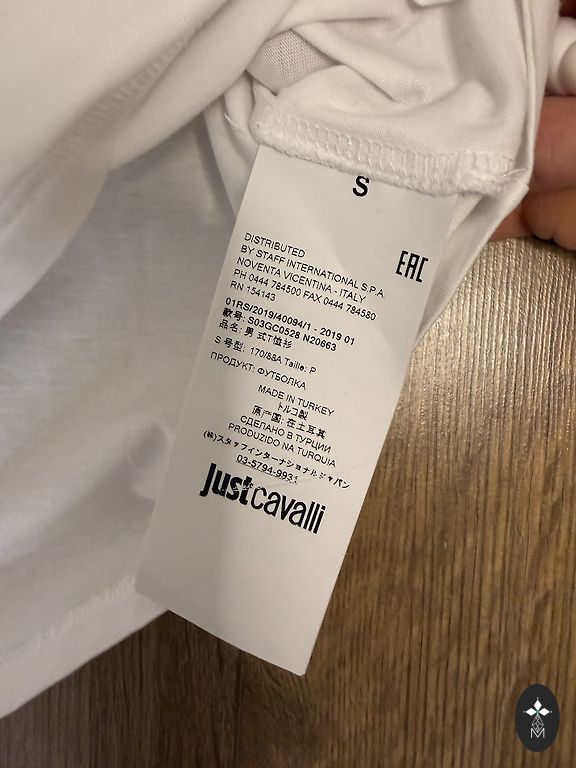 S
DISTRIBUTED
BY STAFF INTERNATIONAL S.P.A.
NOVENTA VICENTINA - ITALY
PH 0444 784500 FAX 0444 784580
RN 154143
EAC
01RS/2019/40094/1 - 2019 01
款号: S03GC0528 N20663
品名: 男 式T恤衫
S 号型: 170/88A Taille: P
ПРОДУКТ: ФУТБОЛКА
MADE IN TURKEY
トルコ製
原产国: 在土耳其
СДЕЛАНО В ТУРЦИИ
PRODUZIDO NA TURQUIA
(株)スタッフインターナショナルジャパン
03-5794-9931
justcavalli
M